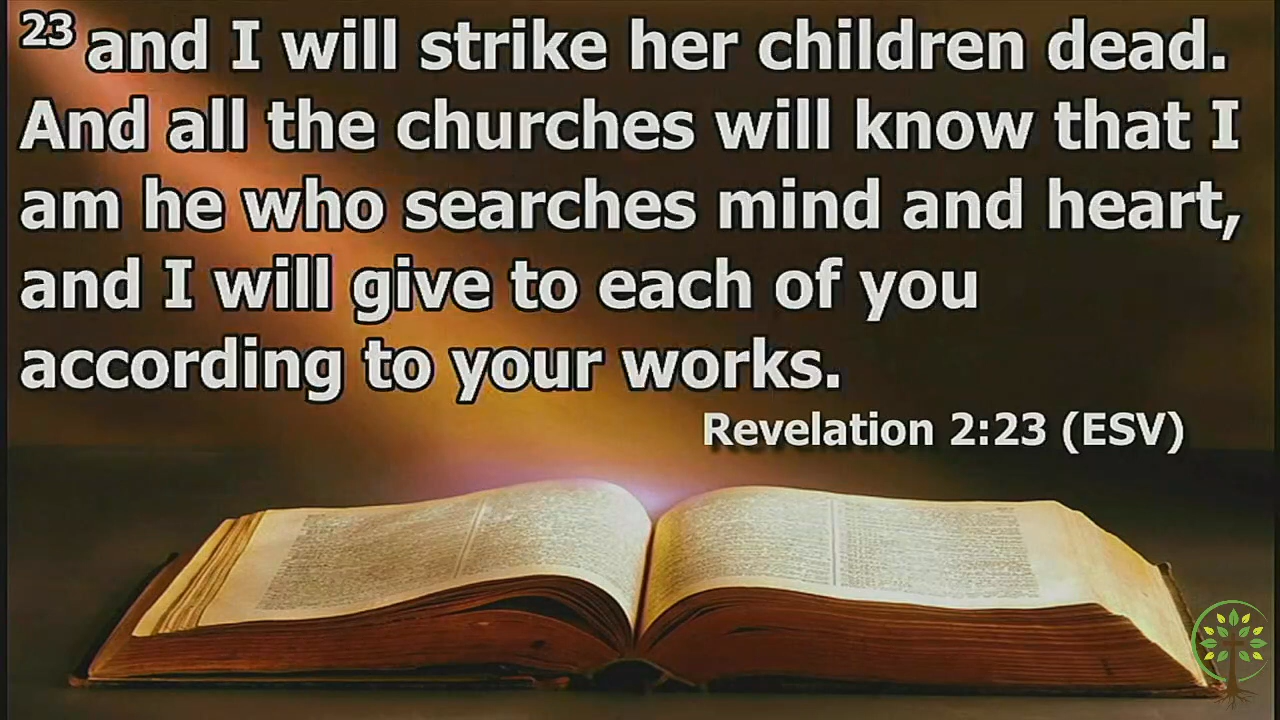 23 and I will strike her children dead.
And all the churches will know that I
am he who searches mind and heart,
and I will give to each of you
according to your works.
Revelation 2:23 (ESV)